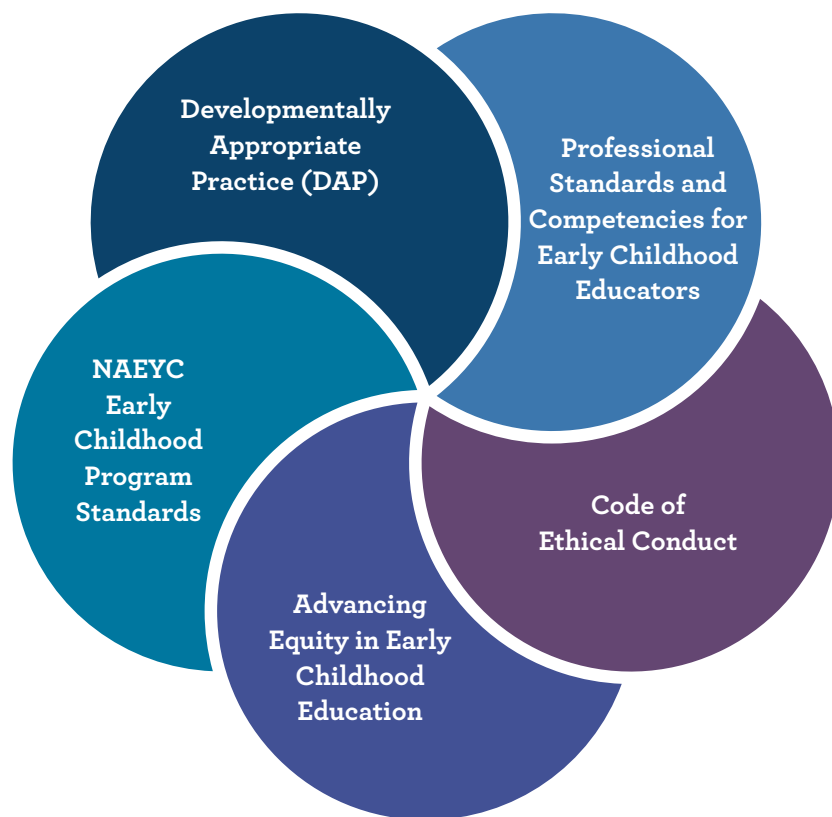 Developmentally
Appropriate
Practice (DAP)
Professional
Standards and
Competencies for
Early Childhood
Educators
NAEYC
Early
Childhood
Program
Standards
Code of
Ethical Conduct
Advancing
Equity in Early
Childhood
Education